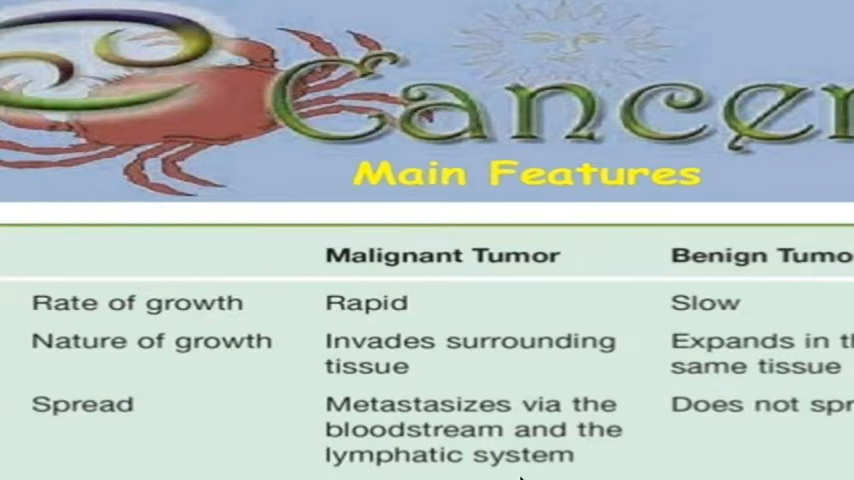 Cancer
Main Features
Malignant Tumor Benign Tumo
Rate of growth Rapid Slow
Nature of growth Invades surrounding Expands in th
tissue same tissue
Spread Metastasizes via the Does not spr
bloodstream and the
lymphatic system